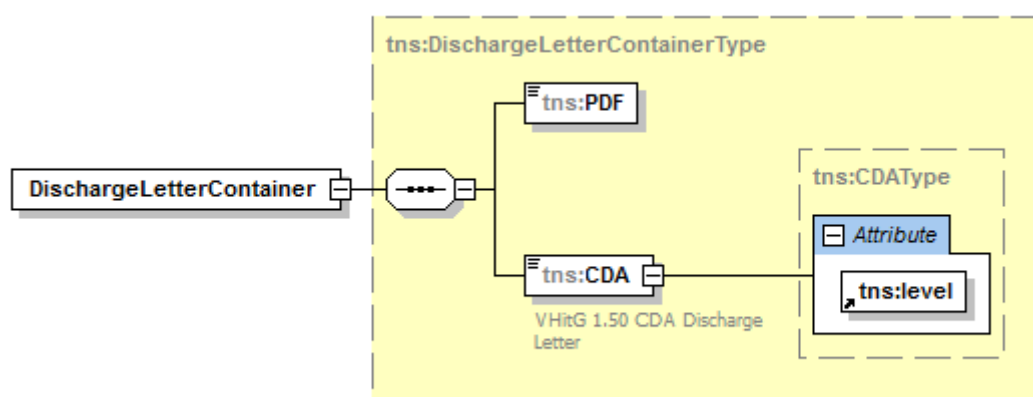 tns:DischargeLetterContainerType
tns:PDF
DischargeLetterContainer
tns:CDAType
Attribute
tns:CDA
tns:level
VHitG 1.50 CDA Discharge
Letter